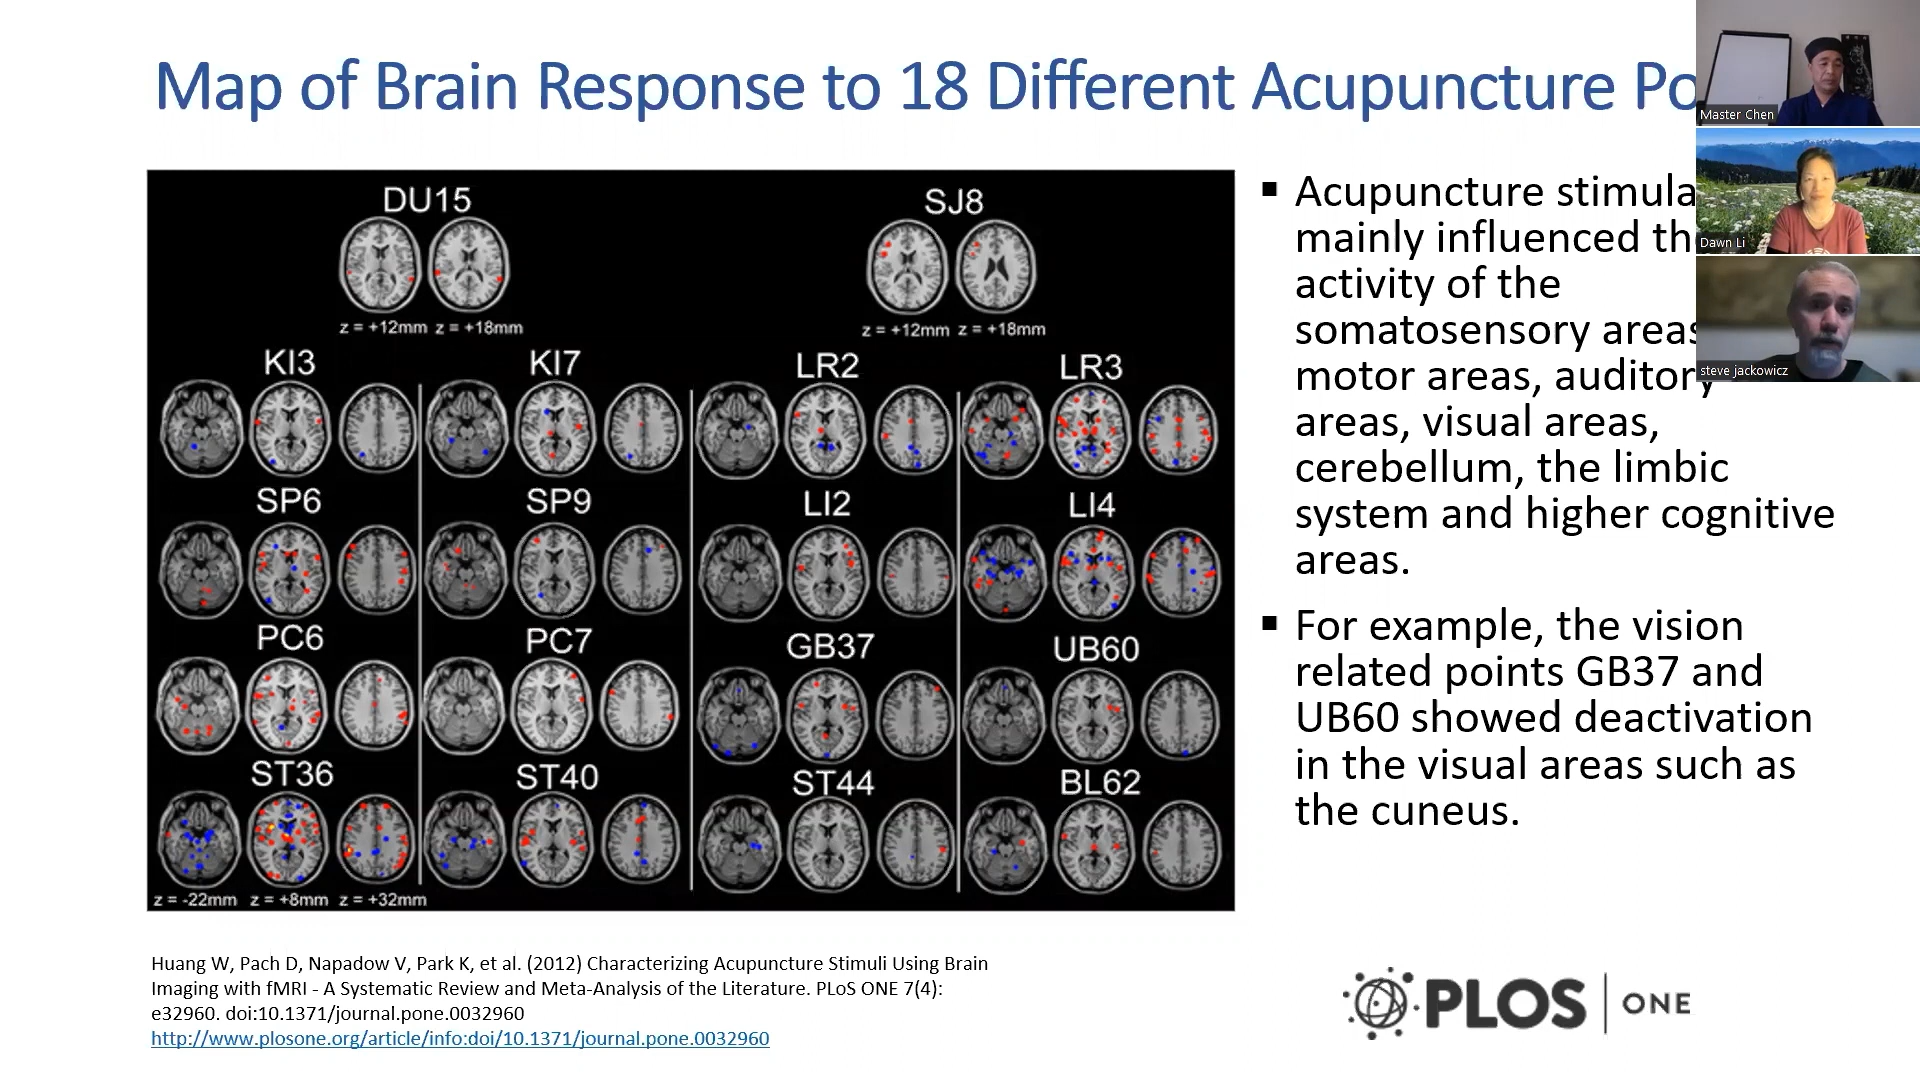 Map of Brain Response to 18 Different Acupuncture Po
Master Chen
Dawn Li
steve jackowicz
DU15
SJ8
z = +12mm z = +18mm
z = +12mm z = +18mm
KI3
KI7
LR2
LR3
SP6
SP9
LI2
LI4
PC6
PC7
GB37
UB60
ST36
ST40
ST44
BL62
z = -22mm z = +8mm z = +32mm
▪ Acupuncture stimula
mainly influenced th
activity of the
somatosensory areas
motor areas, auditory
areas, visual areas,
cerebellum, the limbic
system and higher cognitive
areas.
▪ For example, the vision
related points GB37 and
UB60 showed deactivation
in the visual areas such as
the cuneus.
Huang W, Pach D, Napadow V, Park K, et al. (2012) Characterizing Acupuncture Stimuli Using Brain
Imaging with fMRI - A Systematic Review and Meta-Analysis of the Literature. PLoS ONE 7(4):
e32960. doi:10.1371/journal.pone.0032960
http://www.plosone.org/article/info:doi/10.1371/journal.pone.0032960
PLOS | ONE